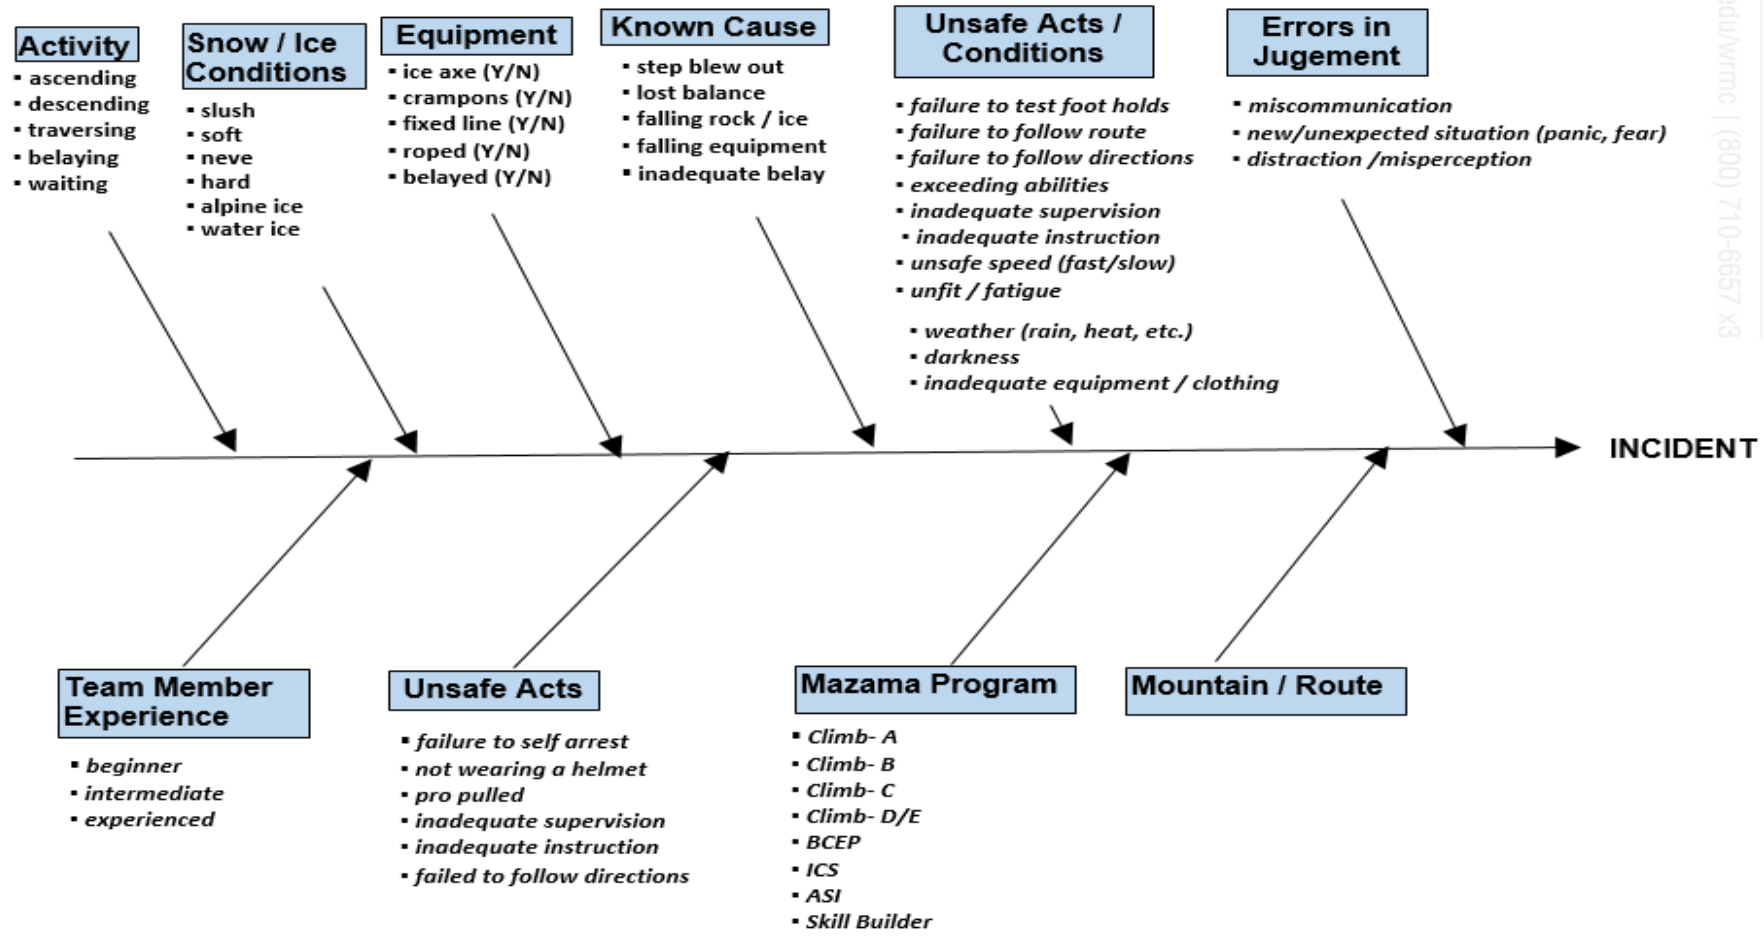 Activity
▪ ascending
▪ descending
▪ traversing
▪ belaying
▪ waiting
Snow / Ice
Conditions
▪ slush
▪ soft
▪ neve
▪ hard
▪ alpine ice
▪ water ice
Equipment
▪ ice axe (Y/N)
▪ crampons (Y/N)
▪ fixed line (Y/N)
▪ roped (Y/N)
▪ belayed (Y/N)
Known Cause
▪ step blew out
▪ lost balance
▪ falling rock / ice
▪ falling equipment
▪ inadequate belay
Unsafe Acts /
Conditions
▪ failure to test foot holds
▪ failure to follow route
▪ failure to follow directions
▪ exceeding abilities
▪ inadequate supervision
▪ inadequate instruction
▪ unsafe speed (fast/slow)
▪ unfit / fatigue
▪ weather (rain, heat, etc.)
▪ darkness
▪ inadequate equipment / clothing
Errors in
Jugement
▪ miscommunication
▪ new/unexpected situation (panic, fear)
▪ distraction /misperception
edu/wrmc | (800) 710-6657 x3
INCIDENT
Team Member
Experience
▪ beginner
▪ intermediate
▪ experienced
Unsafe Acts
▪ failure to self arrest
▪ not wearing a helmet
▪ pro pulled
▪ inadequate supervision
▪ inadequate instruction
▪ failed to follow directions
Mazama Program
▪ Climb- A
▪ Climb- B
▪ Climb- C
▪ Climb- D/E
▪ BCEP
▪ ICS
▪ ASI
▪ Skill Builder
Mountain / Route